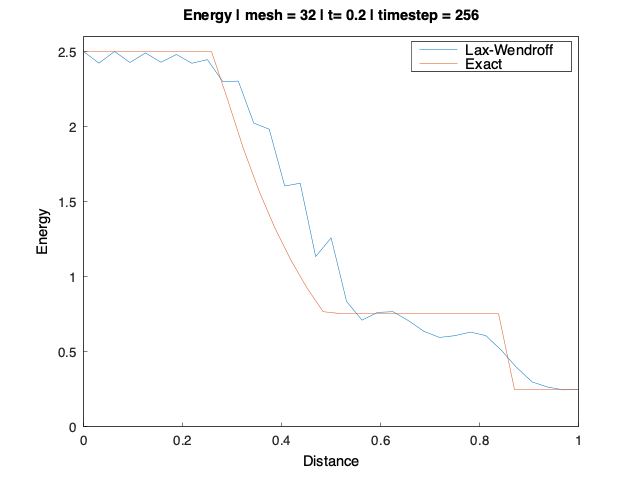 Energy | mesh = 32 | t= 0.2 | timestep = 256
Lax-Wendroff
Exact
2.5
2
1.5
1
0.5
0
Energy
0 0.2 0.4 0.6 0.8 1
Distance